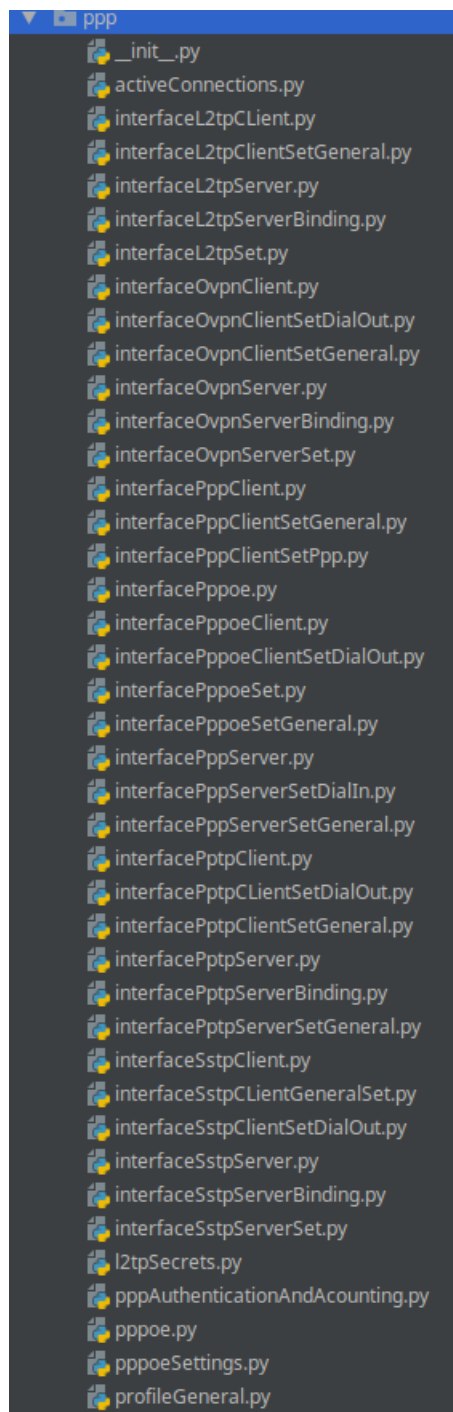 ppp
__init__.py
activeConnections.py
interfaceL2tpCLient.py
interfaceL2tpClientSetGeneral.py
interfaceL2tpServer.py
interfaceL2tpServerBinding.py
interfaceL2tpSet.py
interfaceOvpnClient.py
interfaceOvpnClientSetDialOut.py
interfaceOvpnClientSetGeneral.py
interfaceOvpnServer.py
interfaceOvpnServerBinding.py
interfaceOvpnServerSet.py
interfacePppClient.py
interfacePppClientSetGeneral.py
interfacePppClientSetPpp.py
interfacePppoe.py
interfacePppoeClient.py
interfacePppoeClientSetDialOut.py
interfacePppoeSet.py
interfacePppoeSetGeneral.py
interfacePppServer.py
interfacePppServerSetDialIn.py
interfacePppServerSetGeneral.py
interfacePptpClient.py
interfacePptpCLientSetDialOut.py
interfacePptpClientSetGeneral.py
interfacePptpServer.py
interfacePptpServerBinding.py
interfacePptpServerSetGeneral.py
interfaceSstpClient.py
interfaceSstpCLientGeneralSet.py
interfaceSstpClientSetDialOut.py
interfaceSstpServer.py
interfaceSstpServerBinding.py
interfaceSstpServerSet.py
l2tpSecrets.py
pppAuthenticationAndAcounting.py
pppoe.py
pppoeSettings.py
profileGeneral.py